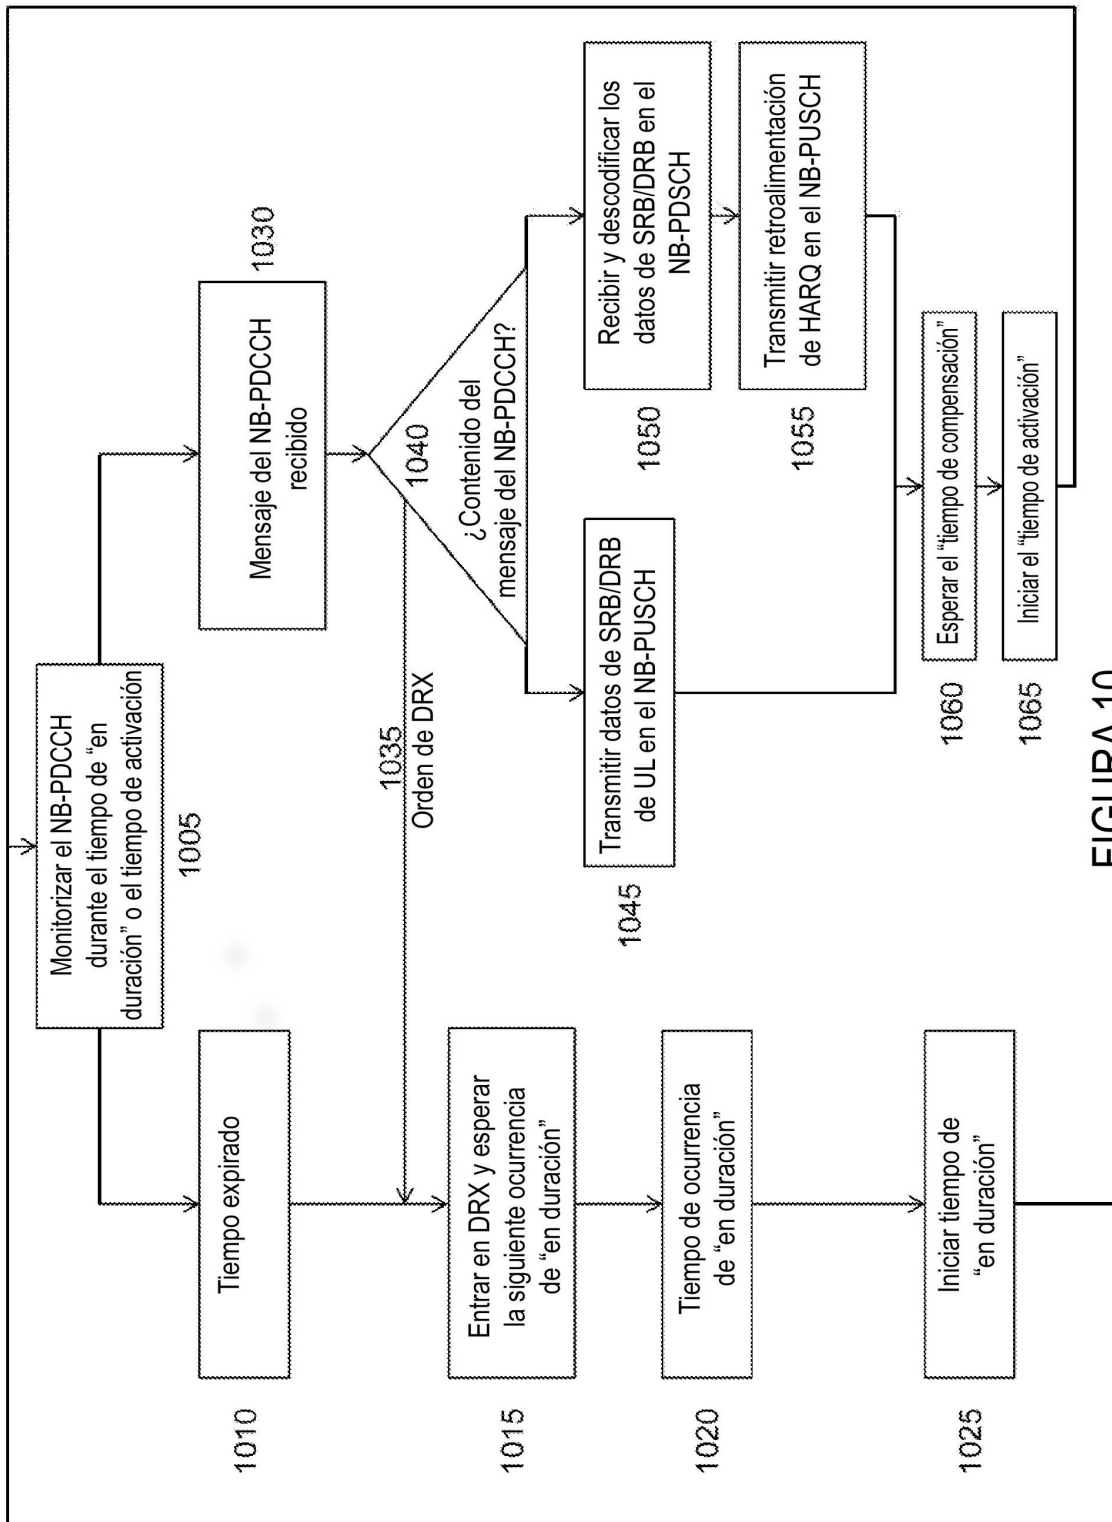 Monitorizar el NB-PDCCH
durante el tiempo de “en
duración” o el tiempo de activación
1005
Tiempo expirado
1010
Mensaje del NB-PDCCH
recibido
1030
1035
Orden de DRX
1040
¿Contenido del
mensaje del NB-PDCCH?
Entrar en DRX y esperar
la siguiente ocurrencia
de “en duración”
1015
Transmitir datos de SRB/DRB
de UL en el NB-PUSCH
1045
Recibir y descodificar los
datos de SRB/DRB en el
NB-PDSCH
1050
Tiempo de ocurrencia
de “en duración”
1020
Transmitir retroalimentación
de HARQ en el NB-PUSCH
1055
Iniciar tiempo de
“en duración”
1025
Esperar el “tiempo de compensación”
1060
Iniciar el “tiempo de activación”
1065
FIGURA 10